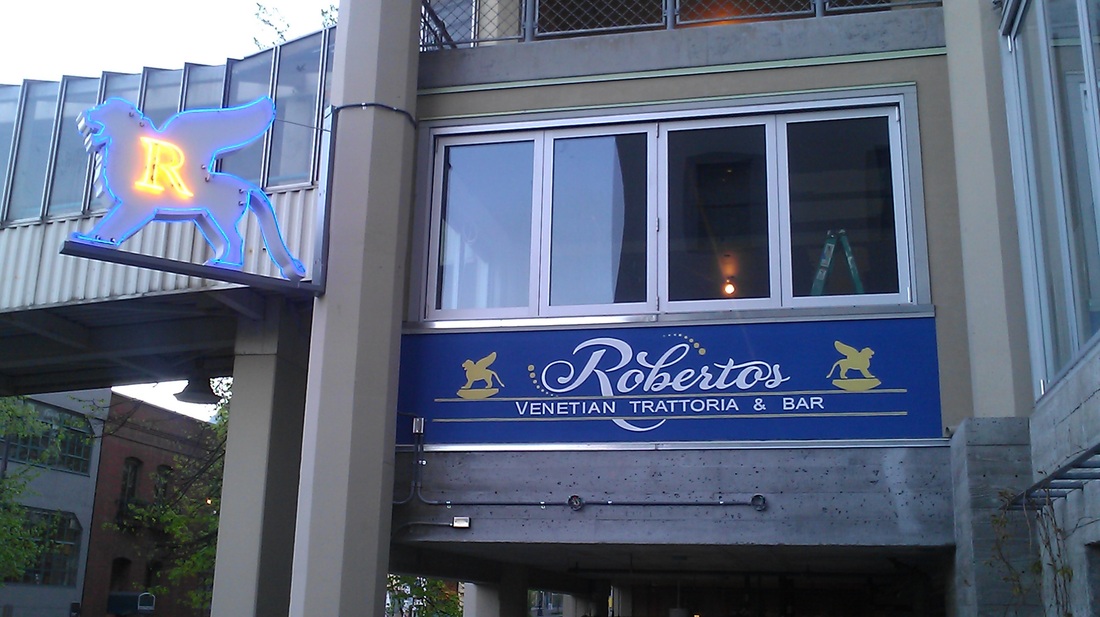 R
Robertos
VENETIAN TRATTORIA & BAR